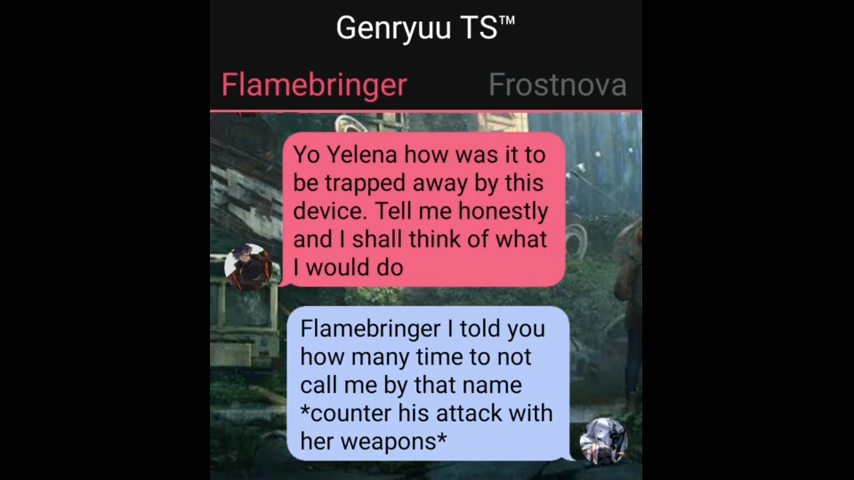 Genryuu TS™
Flamebringer Frostnova
Yo Yelena how was it to
be trapped away by this
device. Tell me honestly
and I shall think of what
I would do
Flamebringer I told you
how many time to not
call me by that name
*counter his attack with
her weapons*